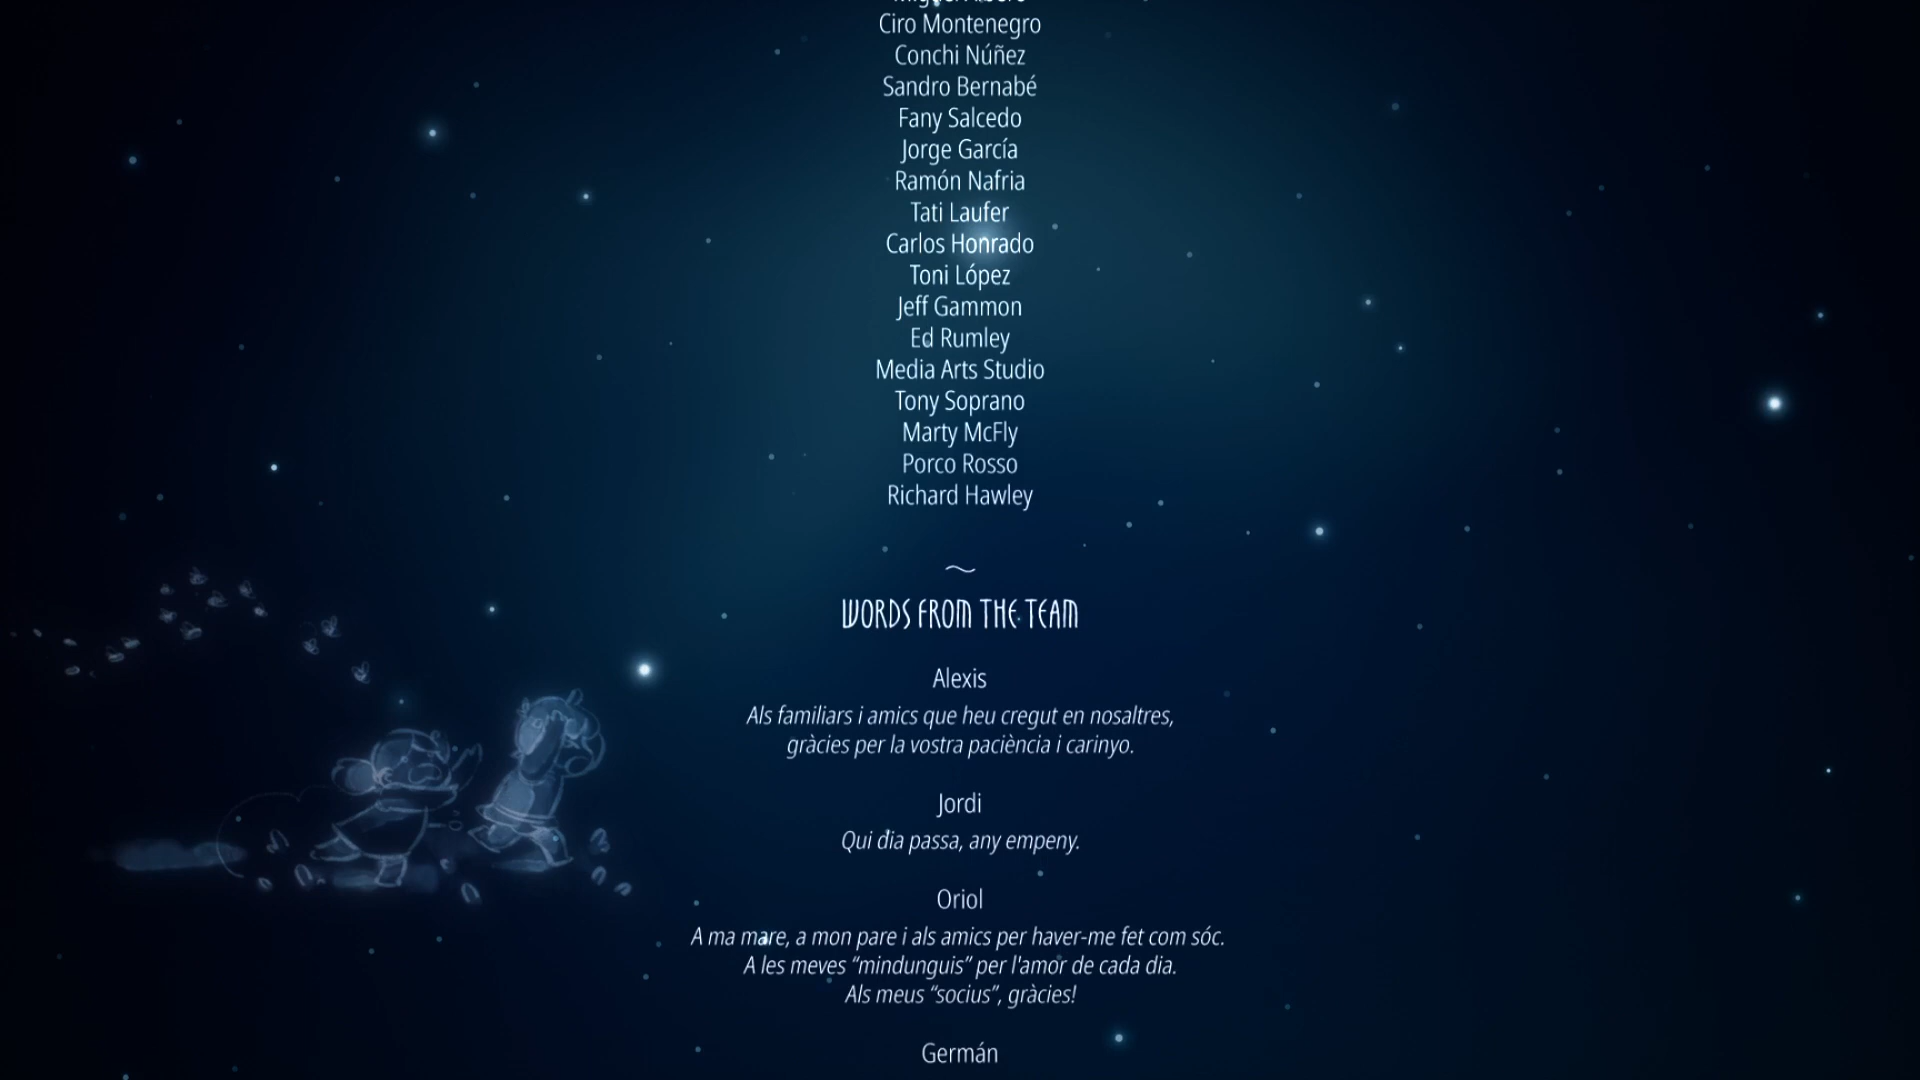 Ciro Montenegro
Conchi Núñez
Sandro Bernabé
Fany Salcedo
Jorge García
Ramón Nafria
Tati Laufer
Carlos Honrado
Toni López
Jeff Gammon
Ed Rumley
Media Arts Studio
Tony Soprano
Marty McFly
Porco Rosso
Richard Hawley
~
WORDS FROM THE TEAM
Alexis
Als familiars i amics que heu cregut en nosaltres,
gràcies per la vostra paciència i carinyo.
Jordi
Qui dia passa, any empeny.
Oriol
A ma mare, a mon pare i als amics per haver-me fet com sóc.
A les meves “mindunguis” per l'amor de cada dia.
Als meus “socius”, gràcies!
Germán